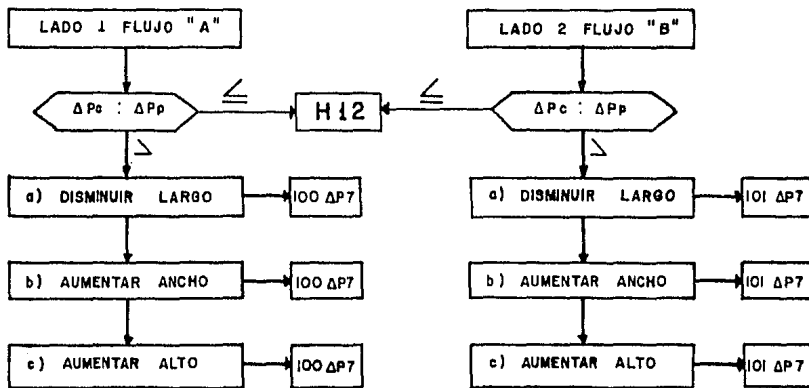 LADO 1 FLUJO "A"
LADO 2 FLUJO "B"
ΔPc : ΔPp
≦
H12
≦
ΔPc : ΔPp
>
>
a) DISMINUIR LARGO
100 ΔP7
a) DISMINUIR LARGO
101 ΔP7
b) AUMENTAR ANCHO
100 ΔP7
b) AUMENTAR ANCHO
101 ΔP7
c) AUMENTAR ALTO
100 ΔP7
c) AUMENTAR ALTO
101 ΔP7